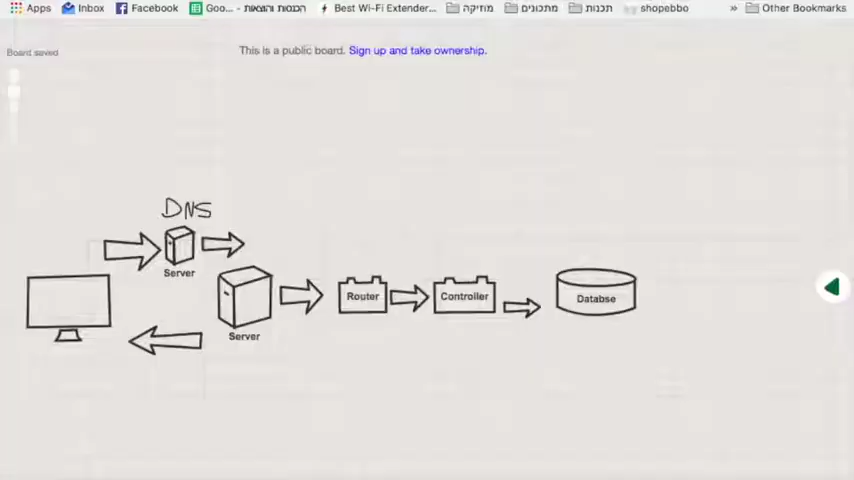 Apps Inbox Facebook Goo... הכנסות והוצאות Best Wi-Fi Extender... מוזיקה מתכונים תכנות shopebbo » Other Bookmarks
Board saved
This is a public board. Sign up and take ownership.
DNS
Server
Router
Controller
Databse
Server